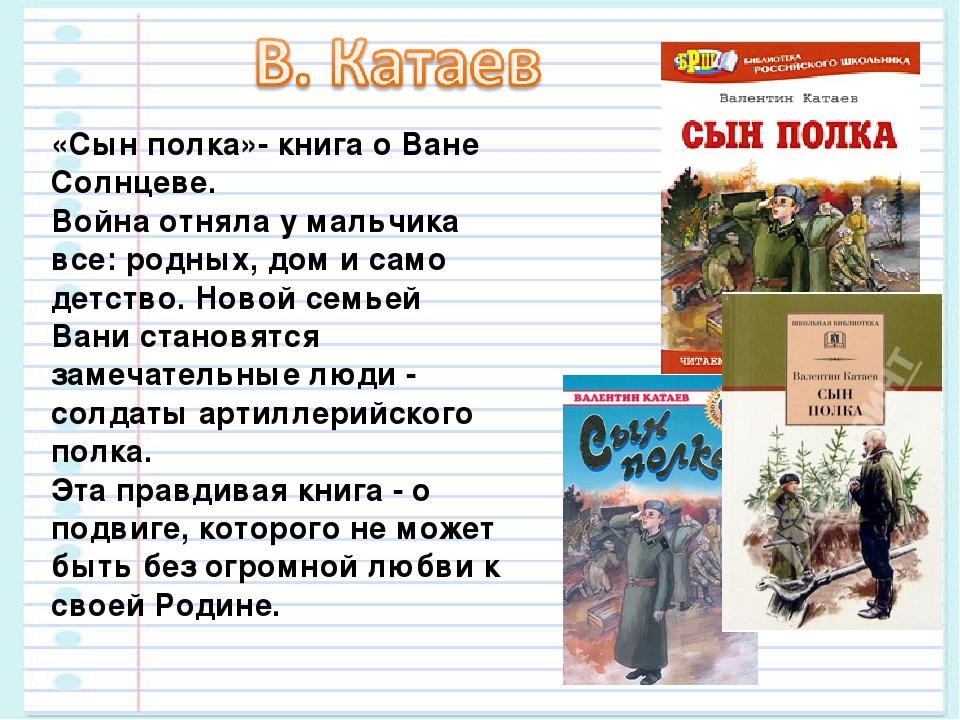 В. Катаев
«Сын полка»- книга о Ване
Солнцеве.
Война отняла у мальчика
все: родных, дом и само
детство. Новой семьей
Вани становятся
замечательные люди -
солдаты артиллерийского
полка.
Эта правдивая книга - о
подвиге, которого не может
быть без огромной любви к
своей Родине.
БРШ
БИБЛИОТЕКА
РОССИЙСКОГО ШКОЛЬНИКА
Валентин Катаев
СЫН ПОЛКА
ЧИТАЕМ
ШКОЛЬНАЯ БИБЛИОТЕКА
Валентин Катаев
СЫН
ПОЛКА
ВАЛЕНТИН КАТАЕВ
Сын
полка